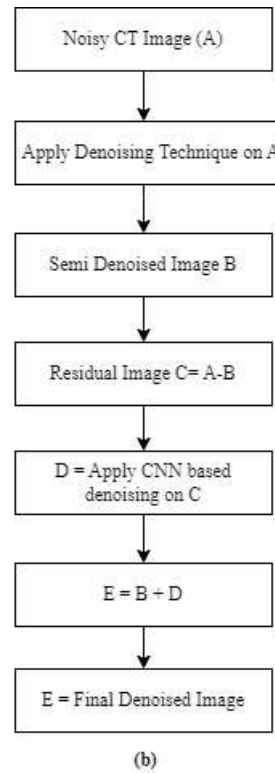 Noisy CT Image (A)
Apply Denoising Technique on A
Semi Denoised Image B
Residual Image C= A-B
D = Apply CNN based
denoising on C
E = B + D
E = Final Denoised Image
(b)